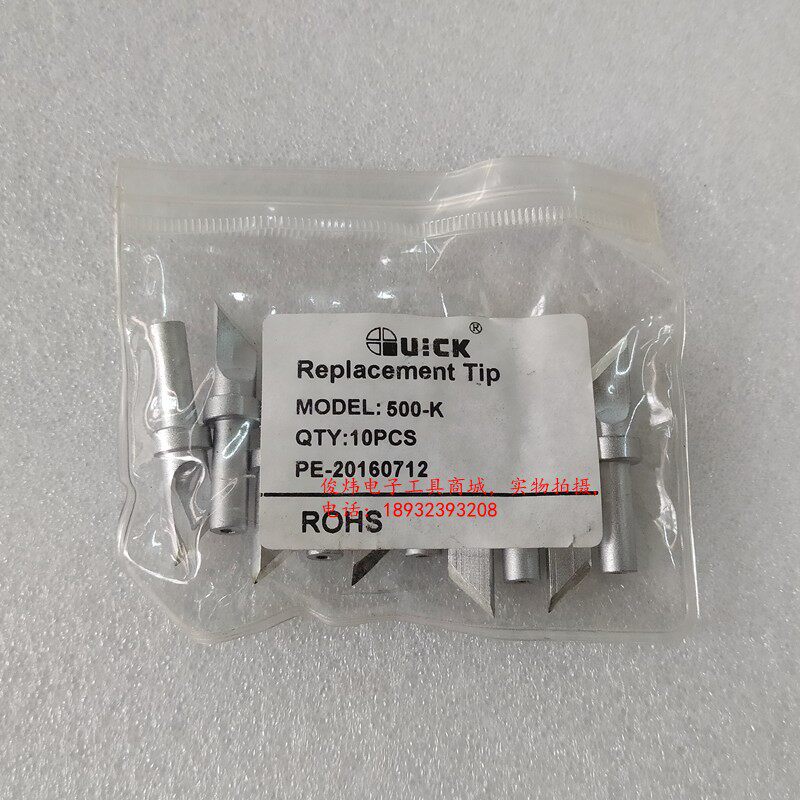 QUICK®
Replacement Tip
MODEL: 500-K
QTY:10PCS
PE-20160712
俊炜电子工具商城，实物拍摄，
电话：18932393208
ROHS